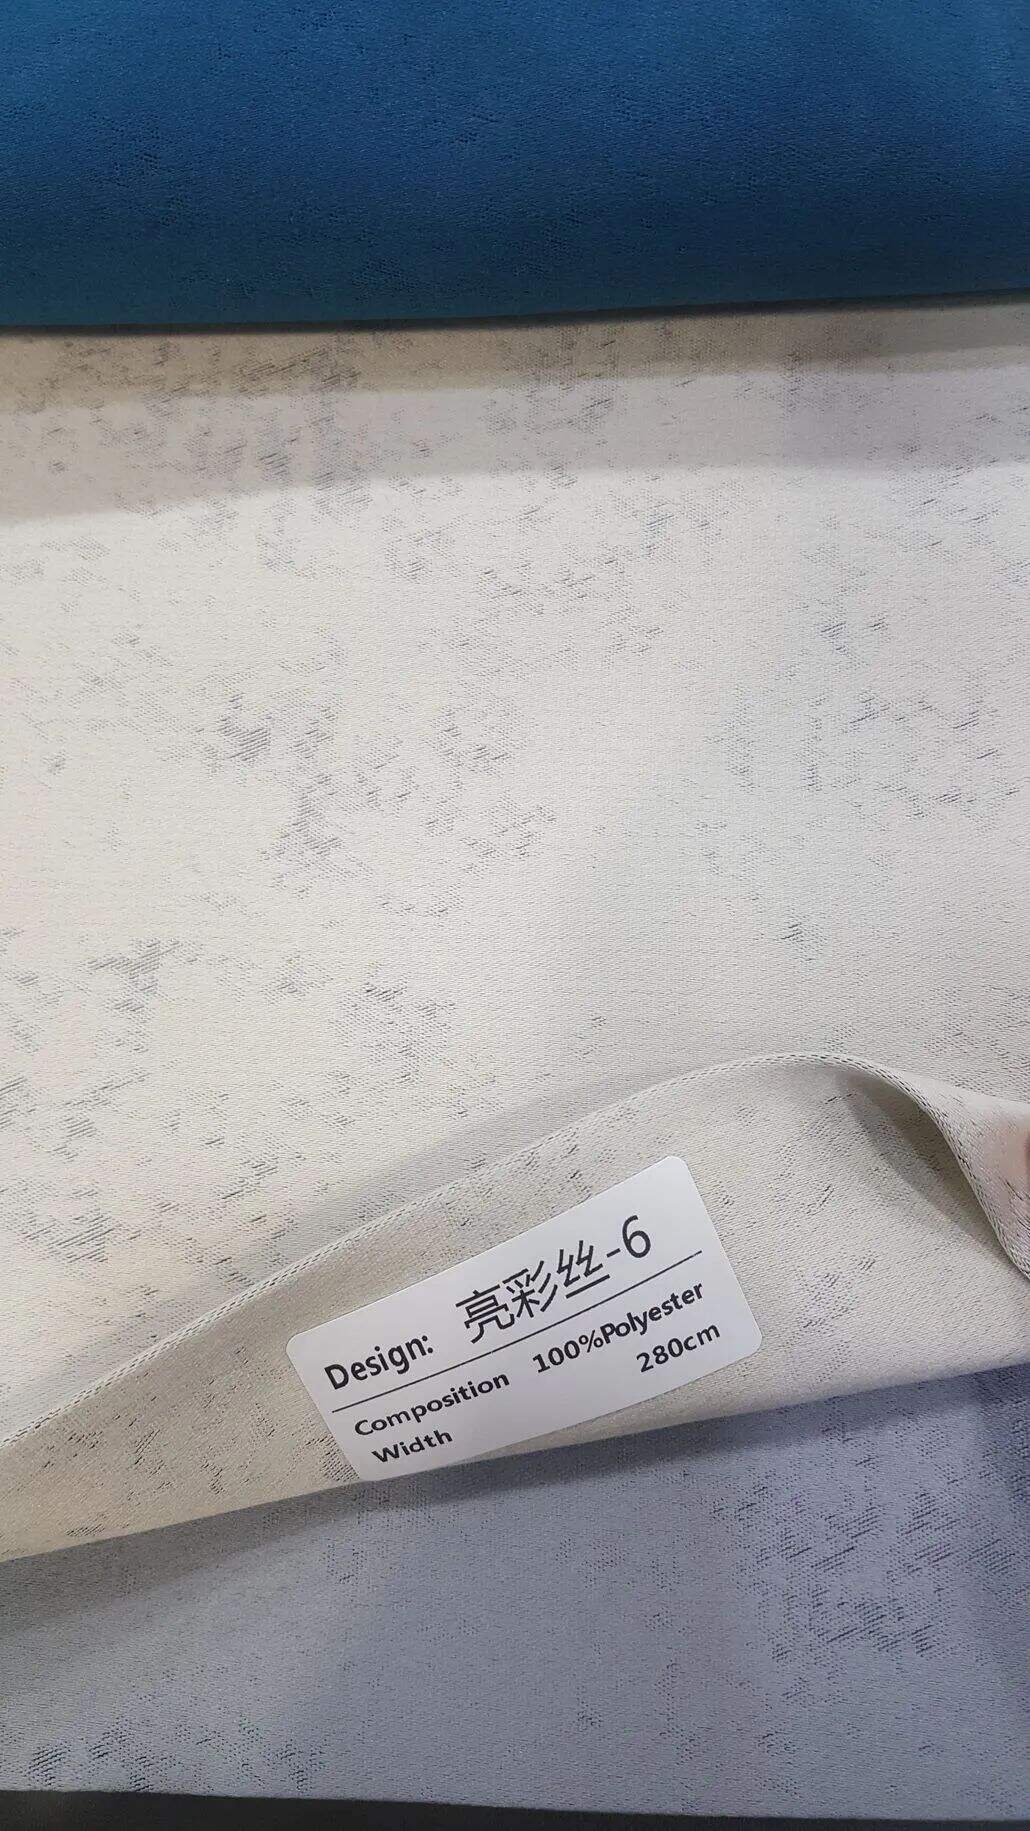 Design: 亮彩丝-6
Composition 100%Polyester
Width 280cm